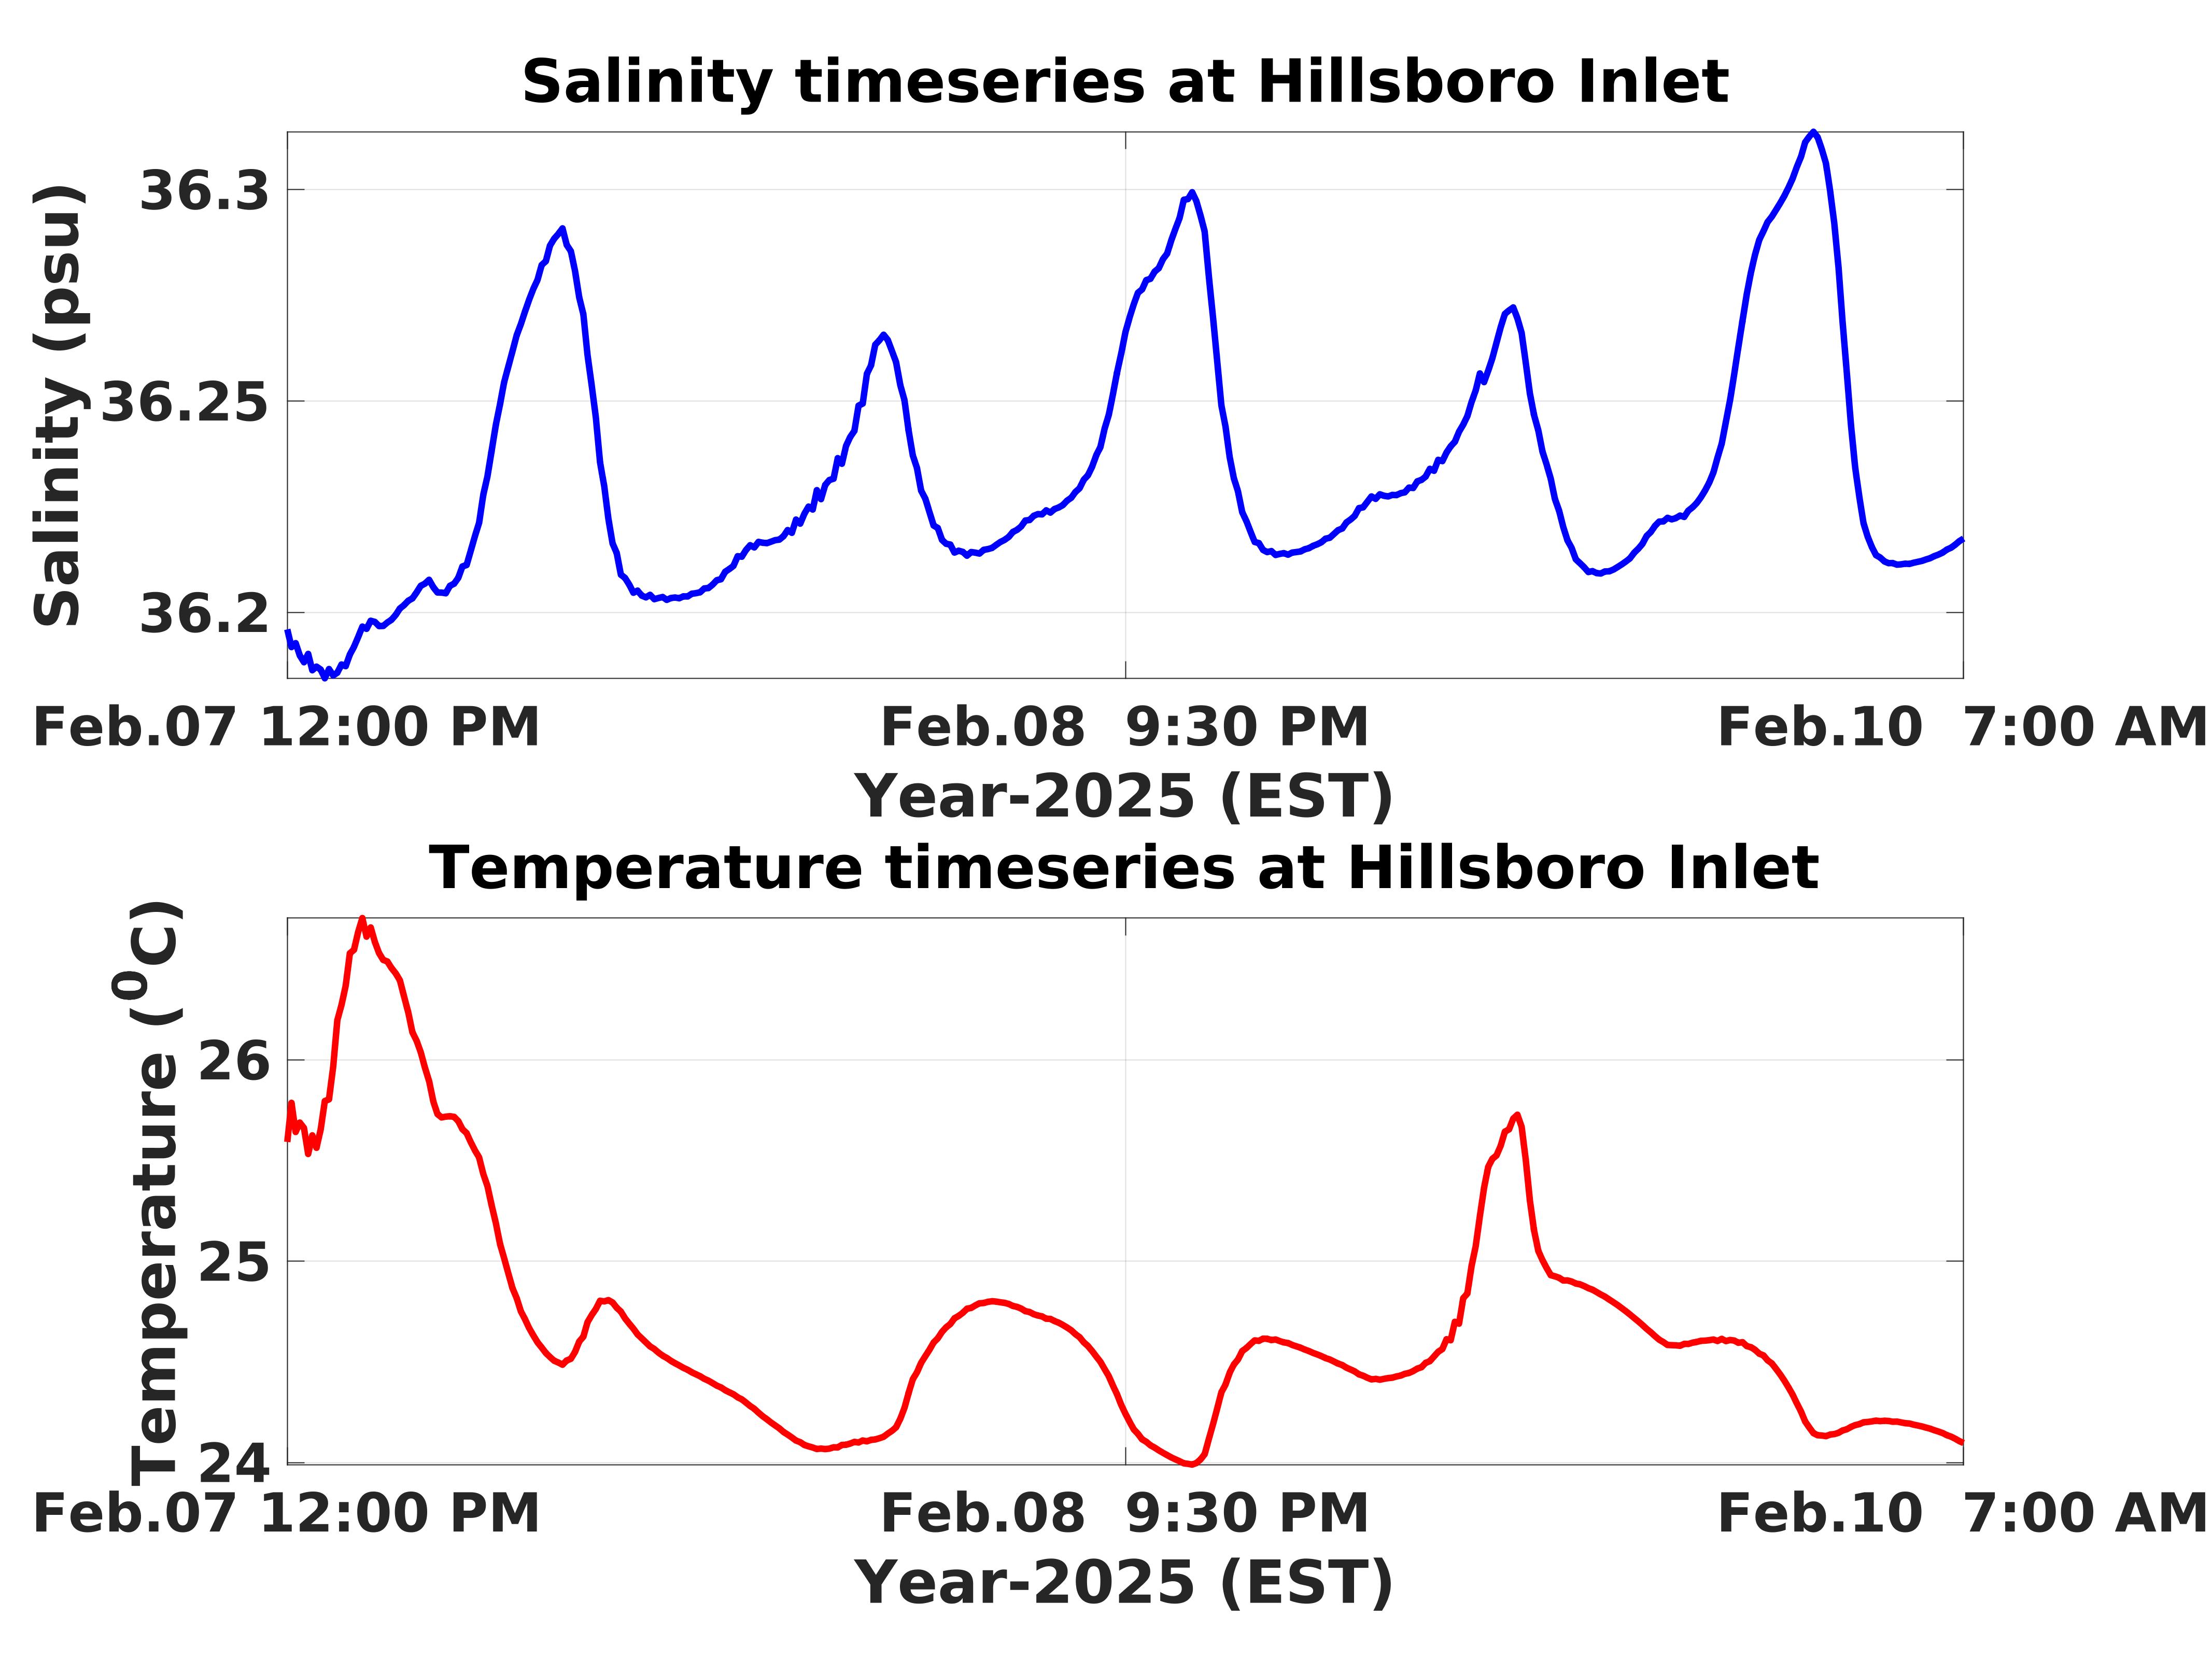 Salinity timeseries at Hillsboro Inlet
Salinity (psu)
36.3
36.25
36.2
Feb.07 12:00 PM
Feb.08  9:30 PM
Feb.10  7:00 AM
Year-2025 (EST)
Temperature timeseries at Hillsboro Inlet
Temperature (⁰C)
26
25
24
Feb.07 12:00 PM
Feb.08  9:30 PM
Feb.10  7:00 AM
Year-2025 (EST)